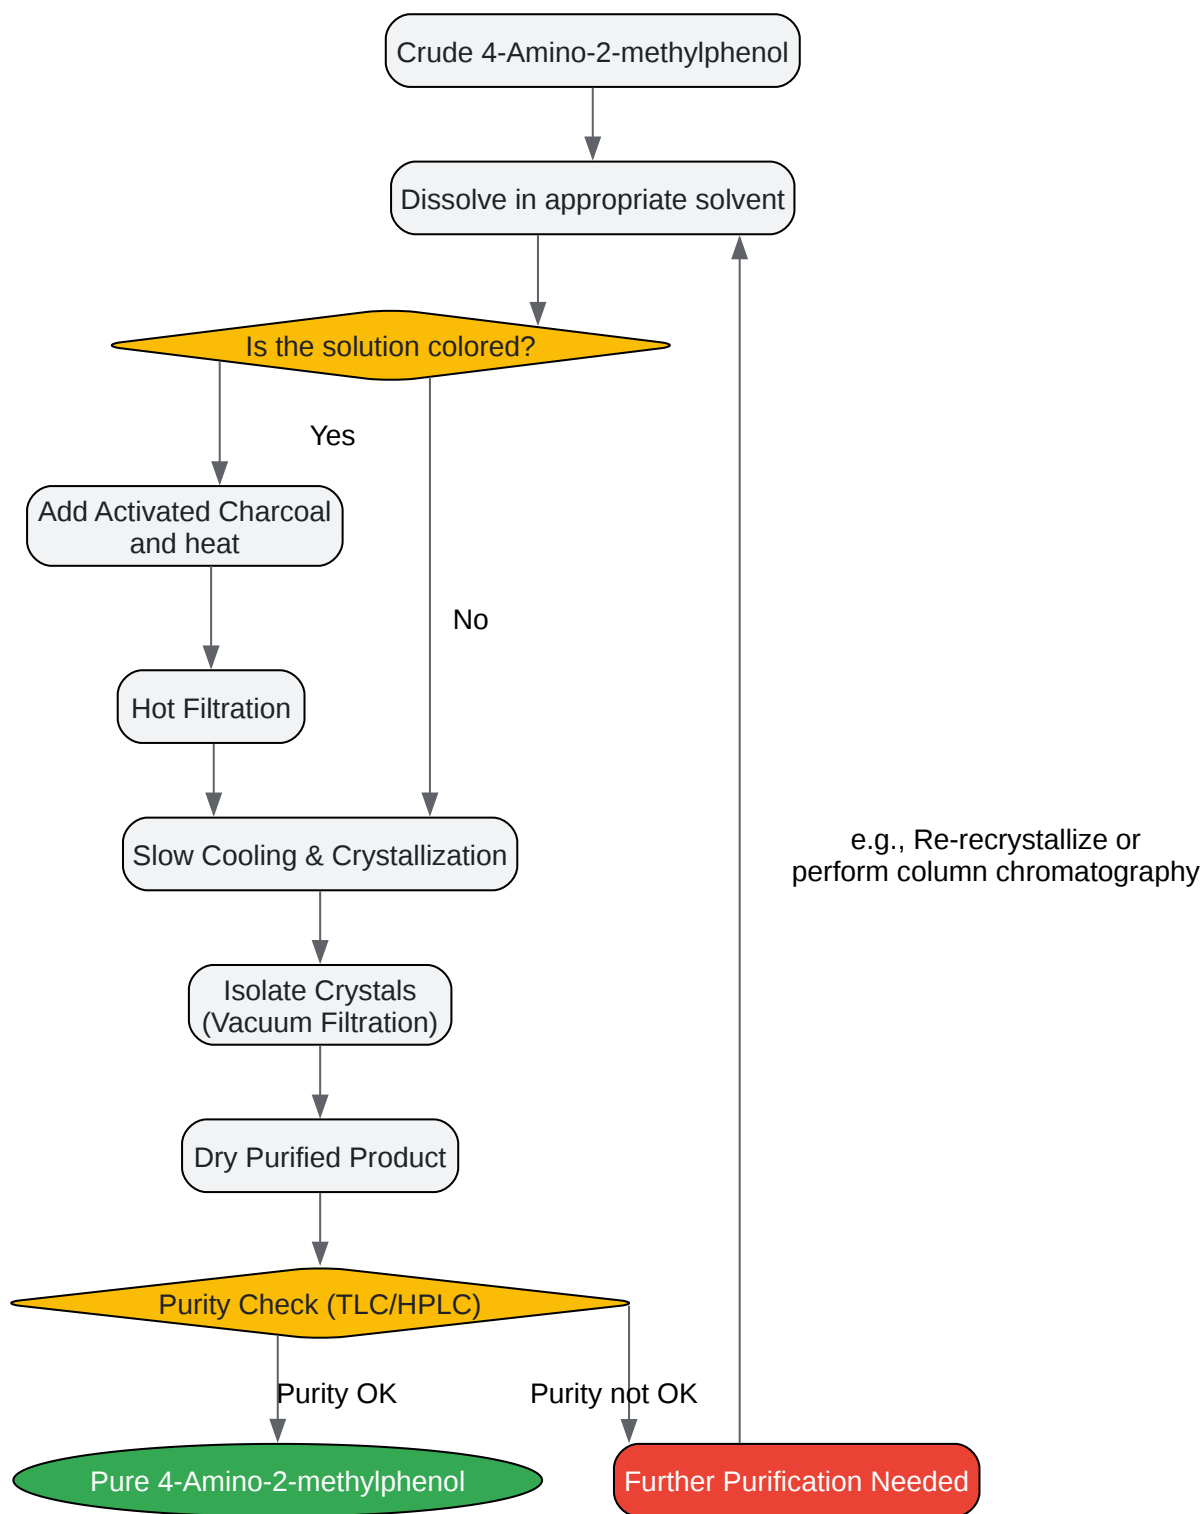 Crude 4-Amino-2-methylphenol
Dissolve in appropriate solvent
Is the solution colored?
Yes
Add Activated Charcoal
and heat
No
Hot Filtration
e.g., Re-recrystallize or
perform column chromatography
Slow Cooling & Crystallization
Isolate Crystals
(Vacuum Filtration)
Dry Purified Product
Purity Check (TLC/HPLC)
Purity OK
Purity not OK
Pure 4-Amino-2-methylphenol
Further Purification Needed